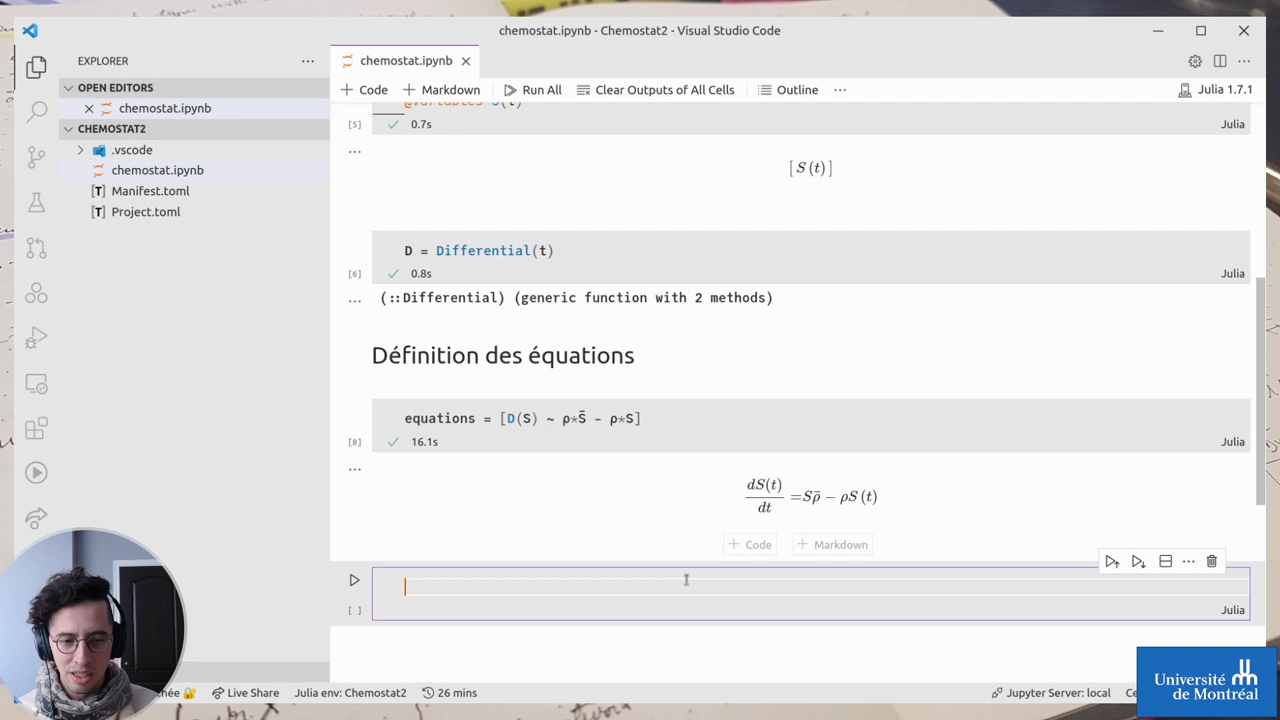 chemostat.ipynb - Chemostat2 - Visual Studio Code
EXPLORER
OPEN EDITORS
chemostat.ipynb
CHEMOSTAT2
.vscode
chemostat.ipynb
Manifest.toml
Project.toml
chemostat.ipynb
Code
Markdown
Run All
Clear Outputs of All Cells
Outline
Julia 1.7.1
@variables S(t)
[5]
0.7s
Julia
[ S (t) ]
D = Differential(t)
[6]
0.8s
Julia
(::Differential) (generic function with 2 methods)
Définition des équations
equations = [D(S) ~ ρ*S̄ - ρ*S]
[8]
16.1s
Julia
dS(t)
dt
=Sρ̄ − ρS (t)
Code
Markdown
[ ]
Julia
Live Share
Julia env: Chemostat2
26 mins
Jupyter Server: local
Université
de Montréal